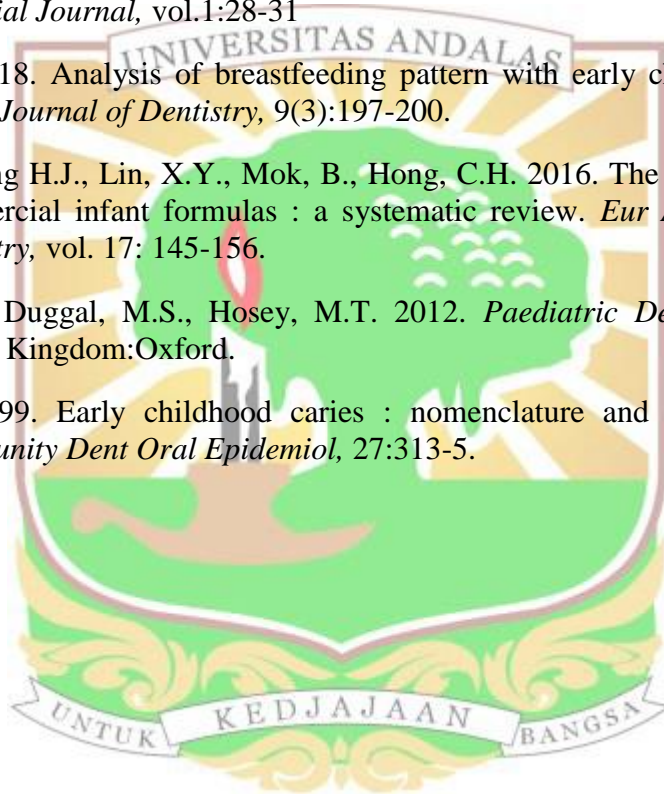 ial Journal, vol.1:28-31
UNIVERSITAS ANDALAS
18. Analysis of breastfeeding pattern with early c
Journal of Dentistry, 9(3):197-200.
ng H.J., Lin, X.Y., Mok, B., Hong, C.H. 2016. The
ercial infant formulas : a systematic review. Eur
try, vol. 17: 145-156.
Duggal, M.S., Hosey, M.T. 2012. Paediatric De
Kingdom:Oxford.
99. Early childhood caries : nomenclature and
unity Dent Oral Epidemiol, 27:313-5.
UNTUK KEDJAJAAN BANGSA